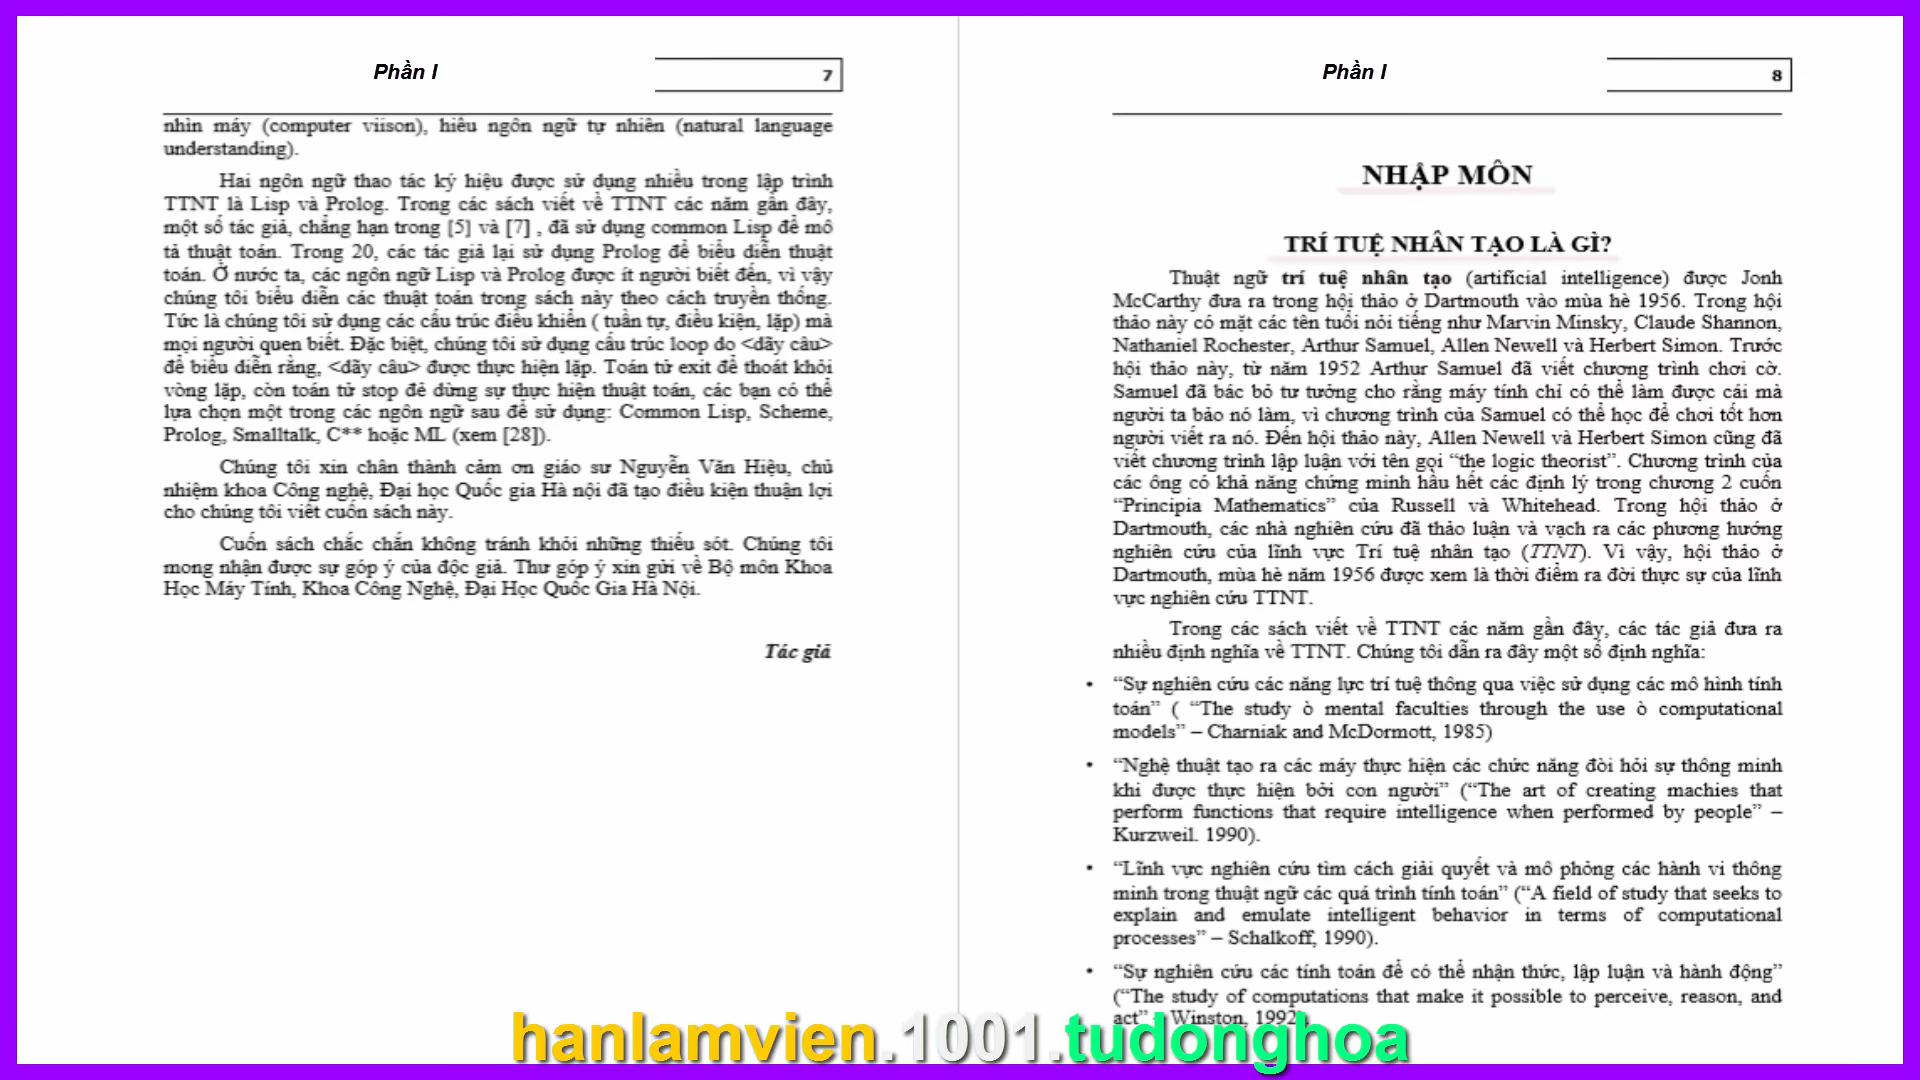 Phần I
7
nhìn máy (computer viison), hiêu ngôn ngữ tự nhiên (natural language
understanding).
Hai ngôn ngữ thao tác ký hiệu được sử dụng nhiều trong lập trình
TTNT là Lisp và Prolog. Trong các sách viết về TTNT các năm gần đây,
một số tác giả, chẳng hạn trong [5] và [7] , đã sử dụng common Lisp để mô
tả thuật toán. Trong 20, các tác giả lại sử dụng Prolog để biểu diễn thuật
toán. Ở nước ta, các ngôn ngữ Lisp và Prolog được ít người biết đến, vì vậy
chúng tôi biểu diễn các thuật toán trong sách này theo cách truyền thống.
Tức là chúng tôi sử dụng các cấu trúc điều khiển ( tuần tự, điều kiện, lặp) mà
mọi người quen biết. Đặc biệt, chúng tôi sử dụng cấu trúc loop do <dãy câu>
để biểu diễn rằng, <dãy câu> được thực hiện lặp. Toán tử exit để thoát khỏi
vòng lặp, còn toán tử stop đẻ dừng sự thực hiện thuật toán, các bạn có thể
lựa chọn một trong các ngôn ngữ sau để sử dụng: Common Lisp, Scheme,
Prolog, Smalltalk, C** hoặc ML (xem [28]).
Chúng tôi xin chân thành cảm ơn giáo sư Nguyễn Văn Hiệu, chủ
nhiệm khoa Công nghệ, Đại học Quốc gia Hà nội đã tạo điều kiện thuận lợi
cho chúng tôi viết cuốn sách này.
Cuốn sách chắc chắn không tránh khỏi những thiếu sót. Chúng tôi
mong nhận được sự góp ý của độc giả. Thư góp ý xin gửi về Bộ môn Khoa
Học Máy Tính, Khoa Công Nghệ, Đại Học Quốc Gia Hà Nội.
Tác giả
Phần I
8
NHẬP MÔN
TRÍ TUỆ NHÂN TẠO LÀ GÌ?
Thuật ngữ trí tuệ nhân tạo (artificial intelligence) được Jonh
McCarthy đưa ra trong hội thảo ở Dartmouth vào mùa hè 1956. Trong hội
thảo này có mặt các tên tuổi nỏi tiếng như Marvin Minsky, Claude Shannon,
Nathaniel Rochester, Arthur Samuel, Allen Newell và Herbert Simon. Trước
hội thảo này, từ năm 1952 Arthur Samuel đã viết chương trình chơi cờ.
Samuel đã bác bỏ tư tưởng cho rằng máy tính chỉ có thể làm được cái mà
người ta bảo nó làm, vì chương trình của Samuel có thể học để chơi tốt hơn
người viết ra nó. Đến hội thảo này, Allen Newell và Herbert Simon cũng đã
viết chương trình lập luận với tên gọi “the logic theorist”. Chương trình của
các ông có khả năng chứng minh hầu hết các định lý trong chương 2 cuốn
“Principia Mathematics” của Russell và Whitehead. Trong hội thảo ở
Dartmouth, các nhà nghiên cứu đã thảo luận và vạch ra các phương hướng
nghiên cứu của lĩnh vực Trí tuệ nhân tạo (TTNT). Vì vậy, hội thảo ở
Dartmouth, mùa hè năm 1956 được xem là thời điểm ra đời thực sự của lĩnh
vực nghiên cứu TTNT.
Trong các sách viết về TTNT các năm gần đây, các tác giả đưa ra
nhiều định nghĩa về TTNT. Chúng tôi dẫn ra đây một số định nghĩa:
• “Sự nghiên cứu các năng lực trí tuệ thông qua việc sử dụng các mô hình tính
toán” ( “The study ò mental faculties through the use ò computational
models” – Charniak and McDormott, 1985)
• “Nghệ thuật tạo ra các máy thực hiện các chức năng đòi hỏi sự thông minh
khi được thực hiện bởi con người” (“The art of creating machies that
perform functions that require intelligence when performed by people” –
Kurzweil. 1990).
• “Lĩnh vực nghiên cứu tìm cách giải quyết và mô phỏng các hành vi thông
minh trong thuật ngữ các quá trình tính toán” (“A field of study that seeks to
explain and emulate intelligent behavior in terms of computational
processes” – Schalkoff, 1990).
• “Sự nghiên cứu các tính toán để có thể nhận thức, lập luận và hành động”
(“The study of computations that make it possible to perceive, reason, and
act” – Winston, 1992
hanlamvien.1001.tudonghoa